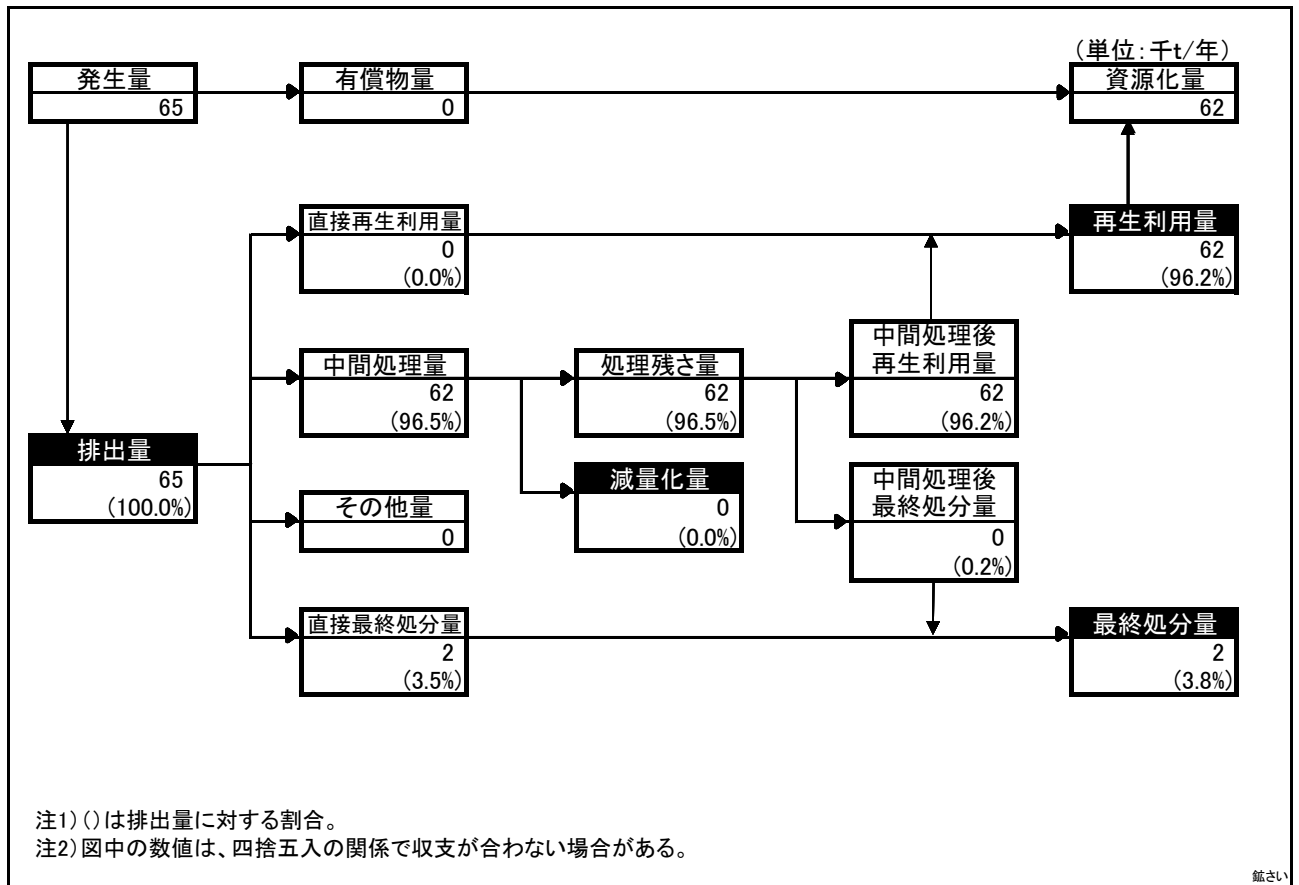 (単位:千t/年)
発生量
65
有償物量
0
資源化量
62
直接再生利用量
0
(0.0%)
再生利用量
62
(96.2%)
中間処理量
62
(96.5%)
処理残さ量
62
(96.5%)
中間処理後
再生利用量
62
(96.2%)
排出量
65
(100.0%)
減量化量
0
(0.0%)
中間処理後
最終処分量
0
(0.2%)
その他量
0
直接最終処分量
2
(3.5%)
最終処分量
2
(3.8%)
注1)()は排出量に対する割合。
注2)図中の数値は、四捨五入の関係で収支が合わない場合がある。
鉱さい